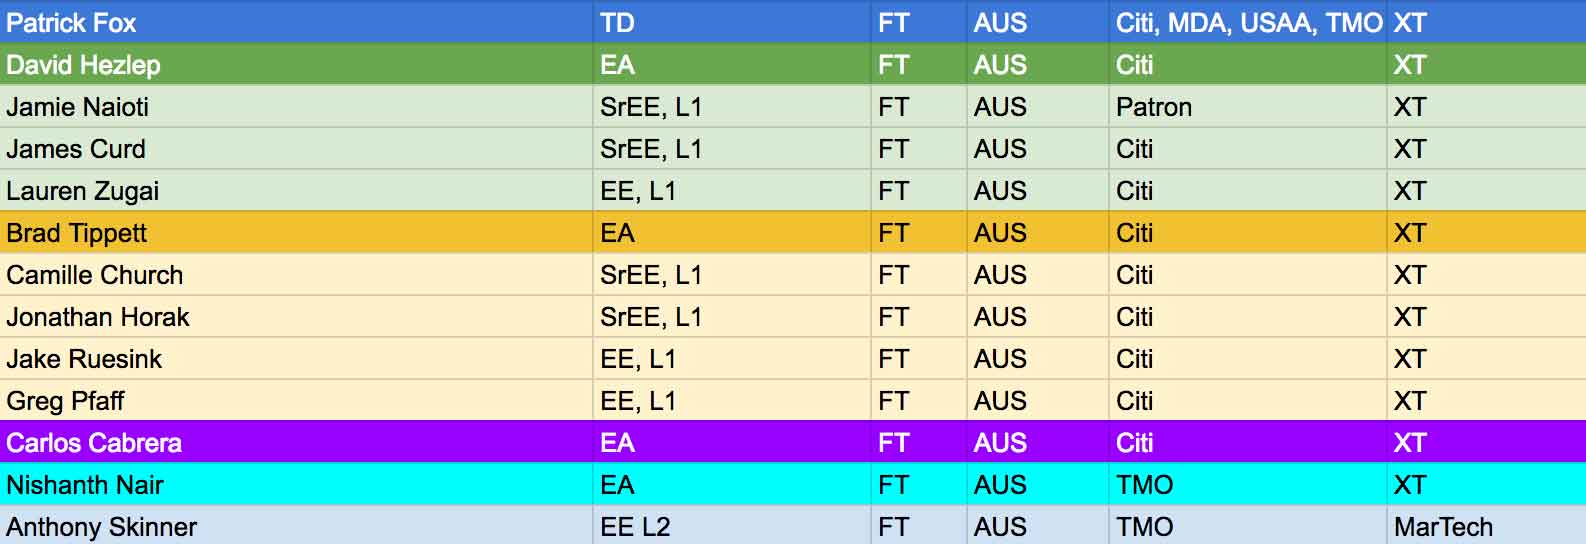 Patrick Fox TD FT AUS Citi, MDA, USAA, TMO XT
David Hezlep EA FT AUS Citi XT
Jamie Naioti SrEE, L1 FT AUS Patron XT
James Curd SrEE, L1 FT AUS Citi XT
Lauren Zugai EE, L1 FT AUS Citi XT
Brad Tippett EA FT AUS Citi XT
Camille Church SrEE, L1 FT AUS Citi XT
Jonathan Horak SrEE, L1 FT AUS Citi XT
Jake Ruesink EE, L1 FT AUS Citi XT
Greg Pfaff EE, L1 FT AUS Citi XT
Carlos Cabrera EA FT AUS Citi XT
Nishanth Nair EA FT AUS TMO XT
Anthony Skinner EE L2 FT AUS TMO MarTech